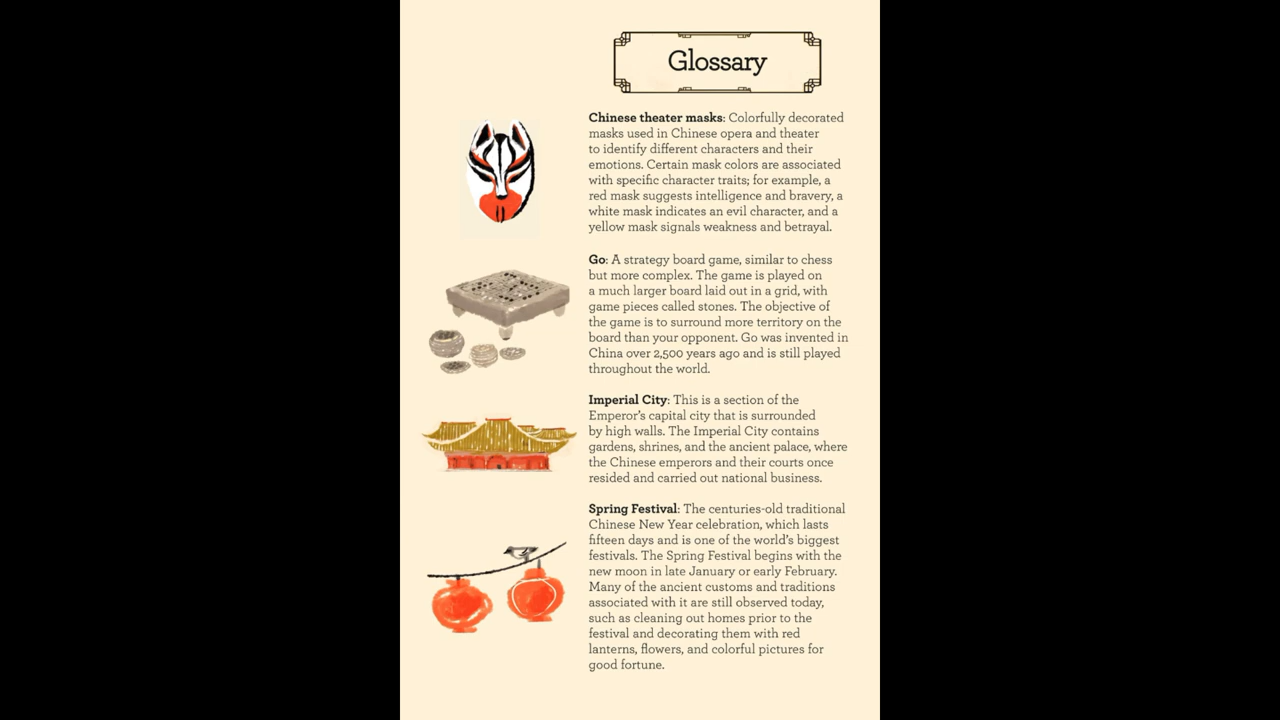 Glossary
Chinese theater masks: Colorfully decorated
masks used in Chinese opera and theater
to identify different characters and their
emotions. Certain mask colors are associated
with specific character traits; for example, a
red mask suggests intelligence and bravery, a
white mask indicates an evil character, and a
yellow mask signals weakness and betrayal.
Go: A strategy board game, similar to chess
but more complex. The game is played on
a much larger board laid out in a grid, with
game pieces called stones. The objective of
the game is to surround more territory on the
board than your opponent. Go was invented in
China over 2,500 years ago and is still played
throughout the world.
Imperial City: This is a section of the
Emperor's capital city that is surrounded
by high walls. The Imperial City contains
gardens, shrines, and the ancient palace, where
the Chinese emperors and their courts once
resided and carried out national business.
Spring Festival: The centuries-old traditional
Chinese New Year celebration, which lasts
fifteen days and is one of the world's biggest
festivals. The Spring Festival begins with the
new moon in late January or early February.
Many of the ancient customs and traditions
associated with it are still observed today,
such as cleaning out homes prior to the
festival and decorating them with red
lanterns, flowers, and colorful pictures for
good fortune.